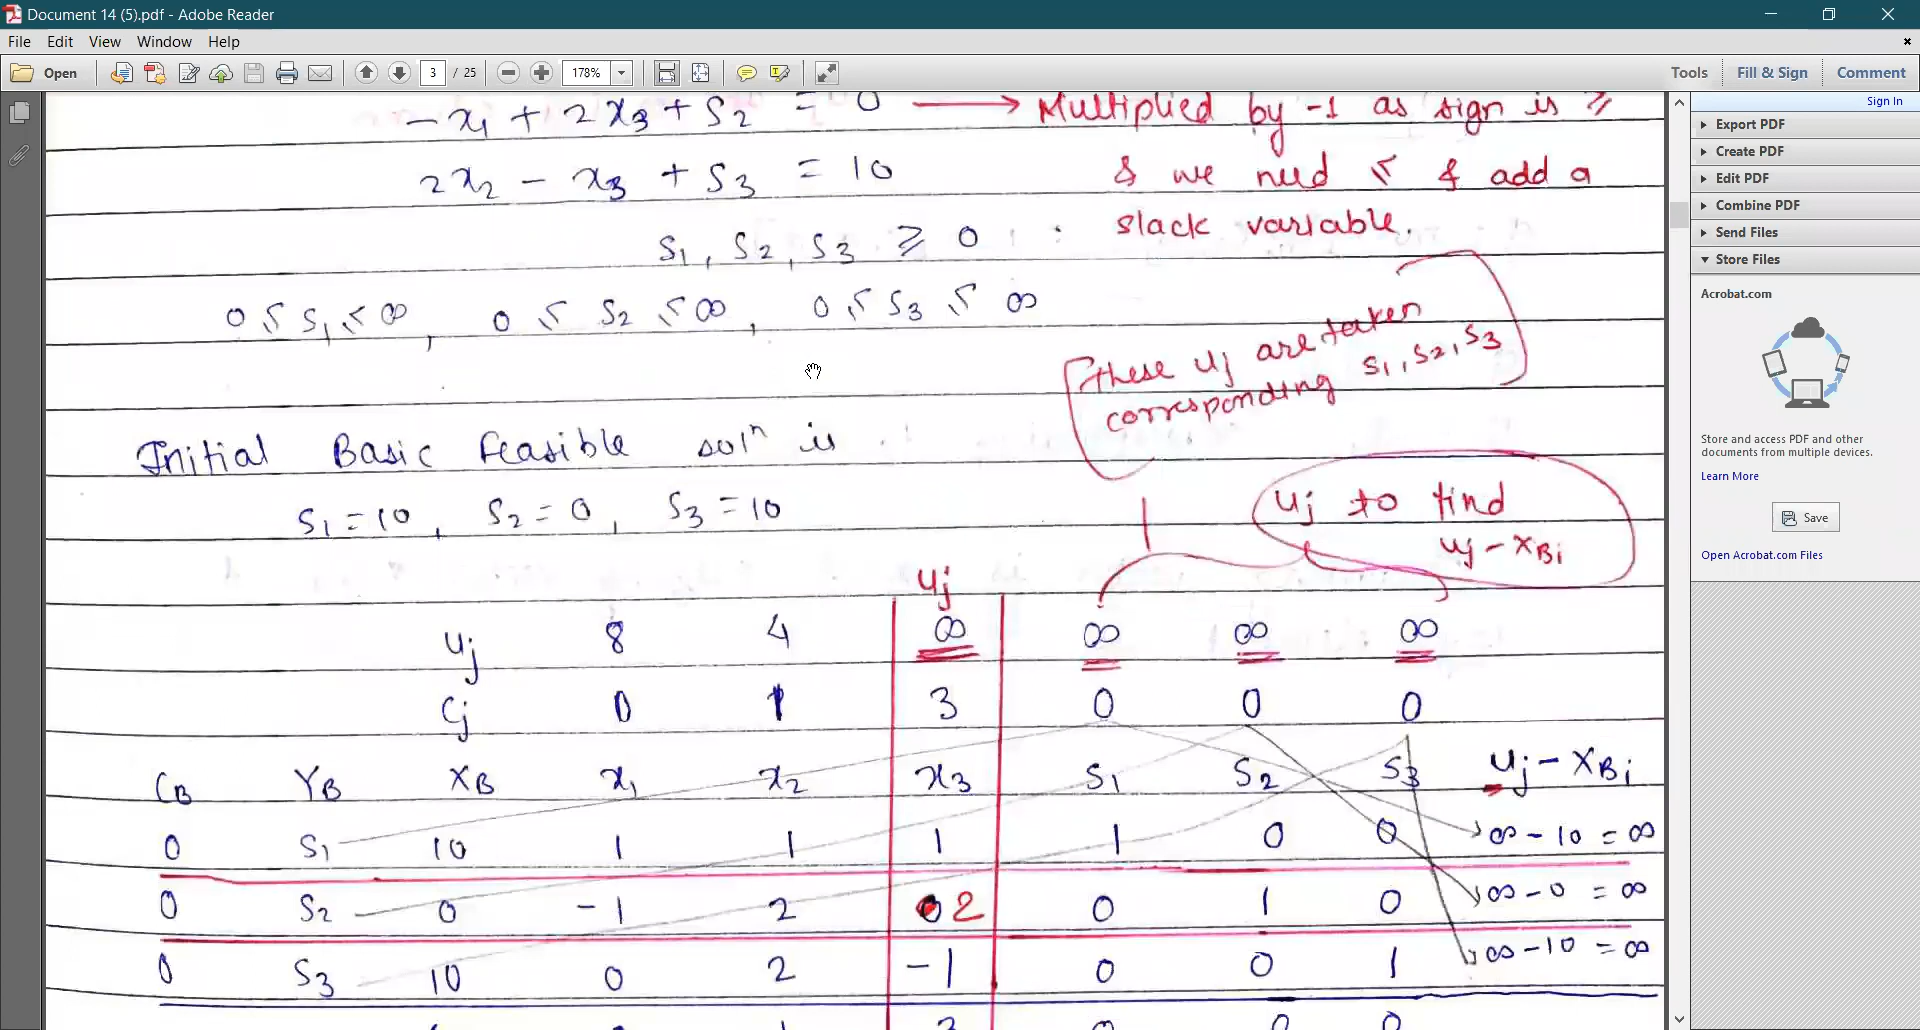 Document 14 (5).pdf - Adobe Reader
File Edit View Window Help
Open 3 / 25 178% Tools Fill & Sign Comment
Sign In
Export PDF
Create PDF
Edit PDF
Combine PDF
Send Files
Store Files
Acrobat.com
Store and access PDF and other
documents from multiple devices.
Learn More
Save
Open Acrobat.com Files
-x1 + 2x3 + S2 = 0 → Multiplied by -1 as sign is ≥
2x2 - x3 + S3 = 10 & we need ≤ & add a
slack variable.
S1, S2, S3 ≥ 0
0 ≤ S1 ≤ ∞, 0 ≤ S2 ≤ ∞, 0 ≤ S3 ≤ ∞
these uj are taken
corresponding S1, S2, S3
Initial Basic feasible solⁿ is
S1 = 10, S2 = 0, S3 = 10
uj to find
uj - XBi
uj
uj 8 4 ∞ ∞ ∞ ∞
Cj 0 1 3 0 0 0
CB YB XB x1 x2 x3 S1 S2 S3 uj - XBi
0 S1 10 1 1 1 1 0 0 ∞ - 10 = ∞
0 S2 0 -1 2 2 0 1 0 ∞ - 0 = ∞
0 S3 10 0 2 -1 0 0 1 ∞ - 10 = ∞